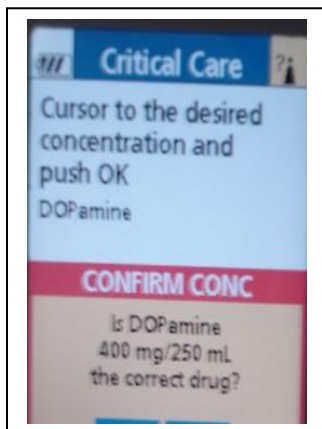 Critical Care
?
Cursor to the desired
concentration and
push OK
DOPamine
CONFIRM CONC
Is DOPamine
400 mg/250 mL
the correct drug?